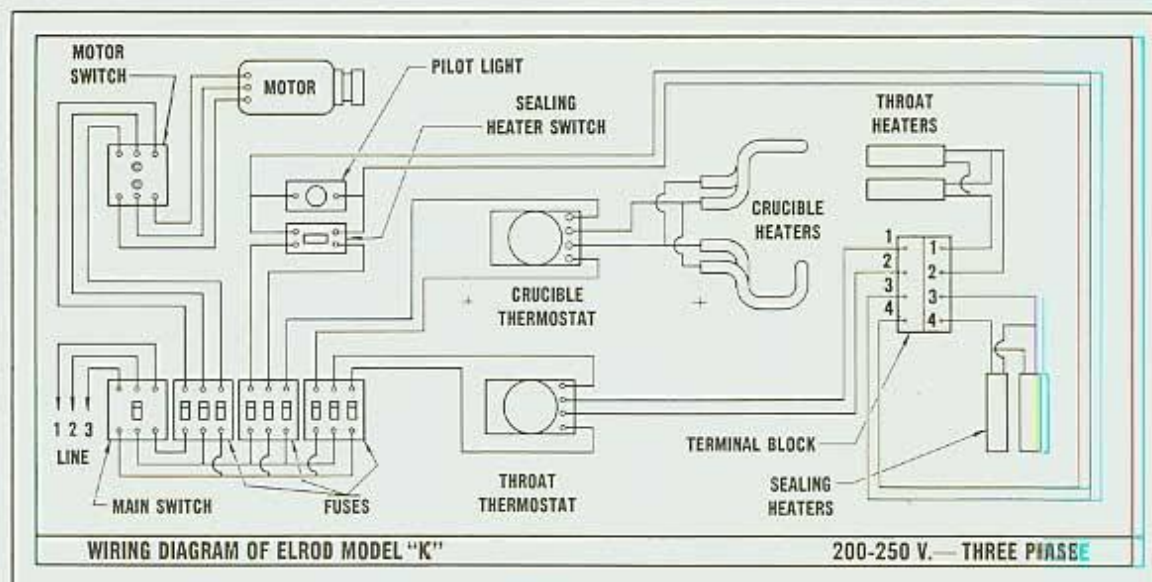 MOTOR
SWITCH
MOTOR
PILOT LIGHT
SEALING
HEATER SWITCH
THROAT
HEATERS
CRUCIBLE
HEATERS
CRUCIBLE
THERMOSTAT
1
2
3
4
1
2
3
4
1 2 3
LINE
MAIN SWITCH
FUSES
THROAT
THERMOSTAT
TERMINAL BLOCK
SEALING
HEATERS
WIRING DIAGRAM OF ELROD MODEL "K"
200-250 V.— THREE PHASE